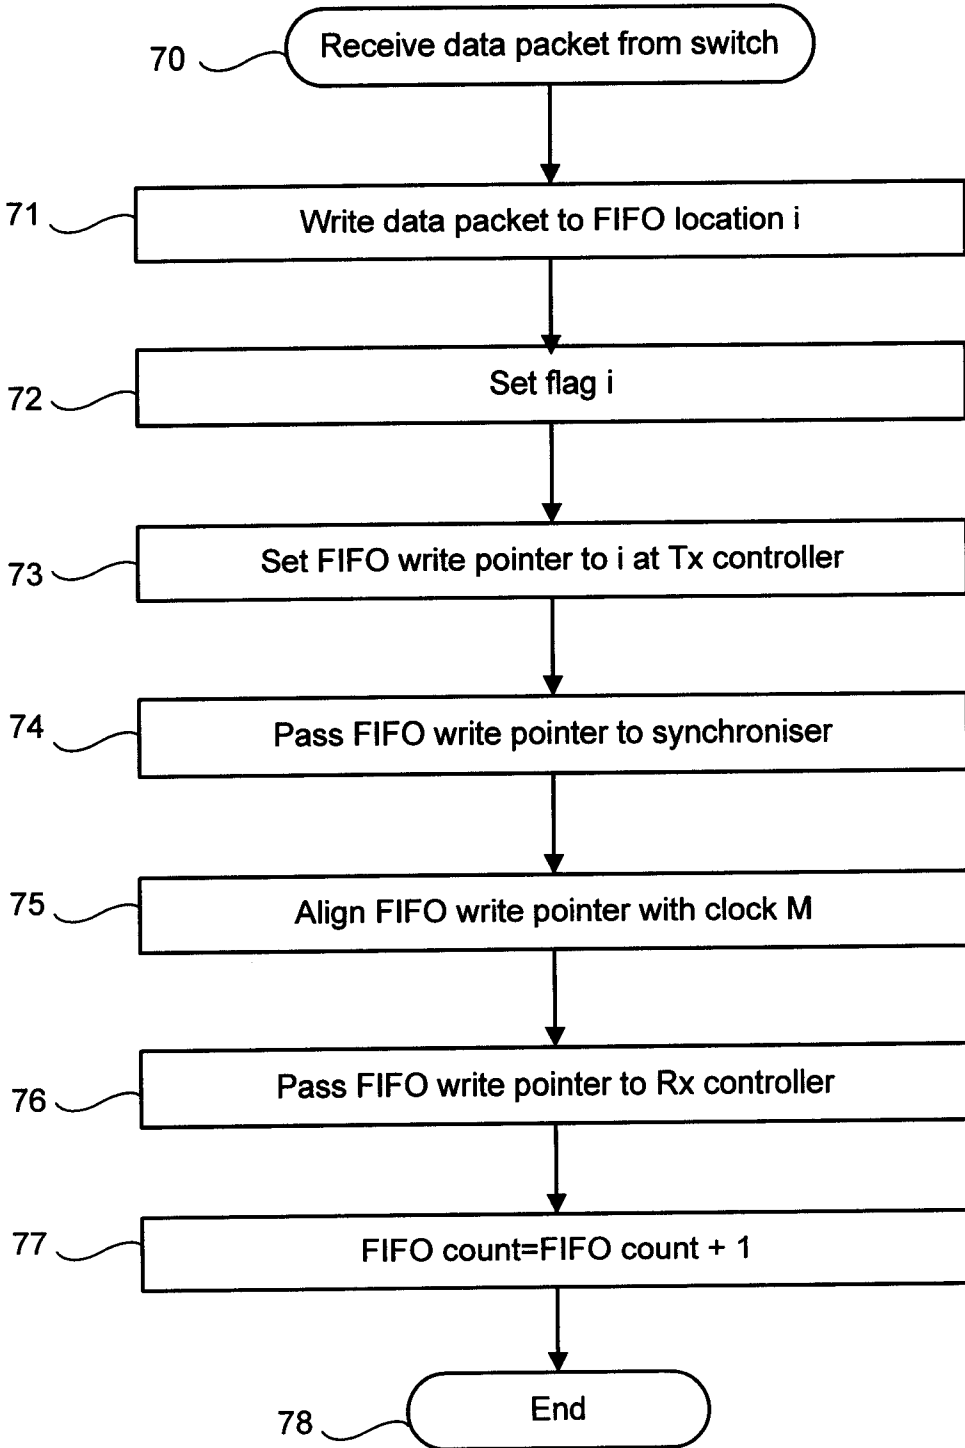 70 Receive data packet from switch
71 Write data packet to FIFO location i
72 Set flag i
73 Set FIFO write pointer to i at Tx controller
74 Pass FIFO write pointer to synchroniser
75 Align FIFO write pointer with clock M
76 Pass FIFO write pointer to Rx controller
77 FIFO count=FIFO count + 1
78 End